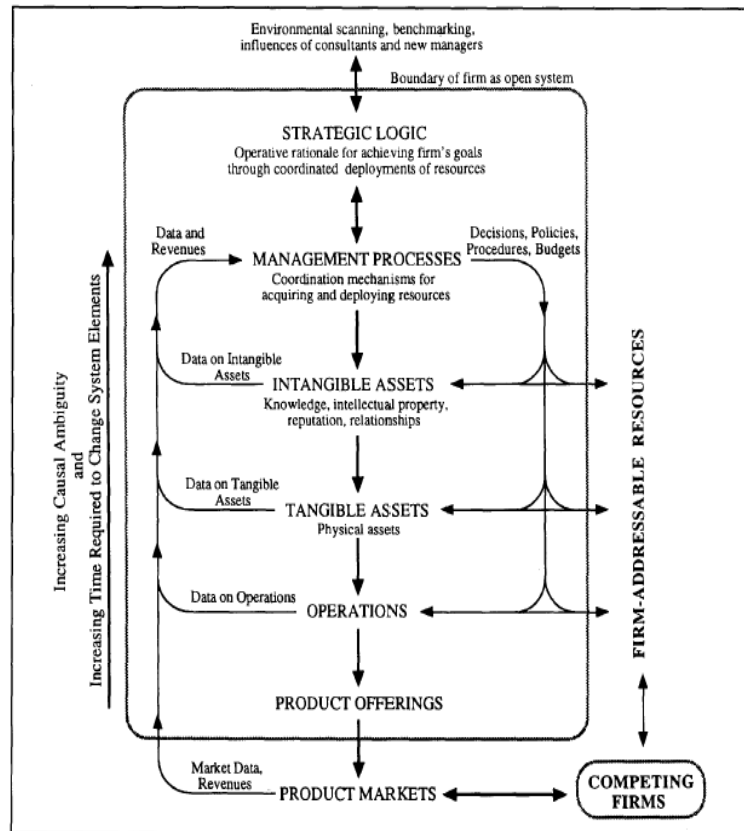 Environmental scanning, benchmarking,
influences of consultants and new managers
Boundary of firm as open system
STRATEGIC LOGIC
Operative rationale for achieving firm's goals
through coordinated deployments of resources
Data and
Revenues
Decisions, Policies,
Procedures, Budgets
MANAGEMENT PROCESSES
Coordination mechanisms for
acquiring and deploying resources
Data on Intangible
Assets
INTANGIBLE ASSETS
Knowledge, intellectual property,
reputation, relationships
Data on Tangible
Assets
TANGIBLE ASSETS
Physical assets
Data on Operations
OPERATIONS
PRODUCT OFFERINGS
Market Data,
Revenues
PRODUCT MARKETS
COMPETING
FIRMS
Increasing Causal Ambiguity
and
Increasing Time Required to Change System Elements
FIRM-ADDRESSABLE RESOURCES